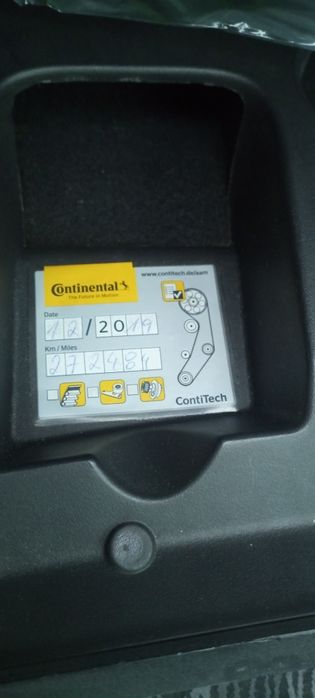 Continental
The Future in Motion
www.contitech.de/aam
Date
12/2019
Km / Miles
272484
ContiTech